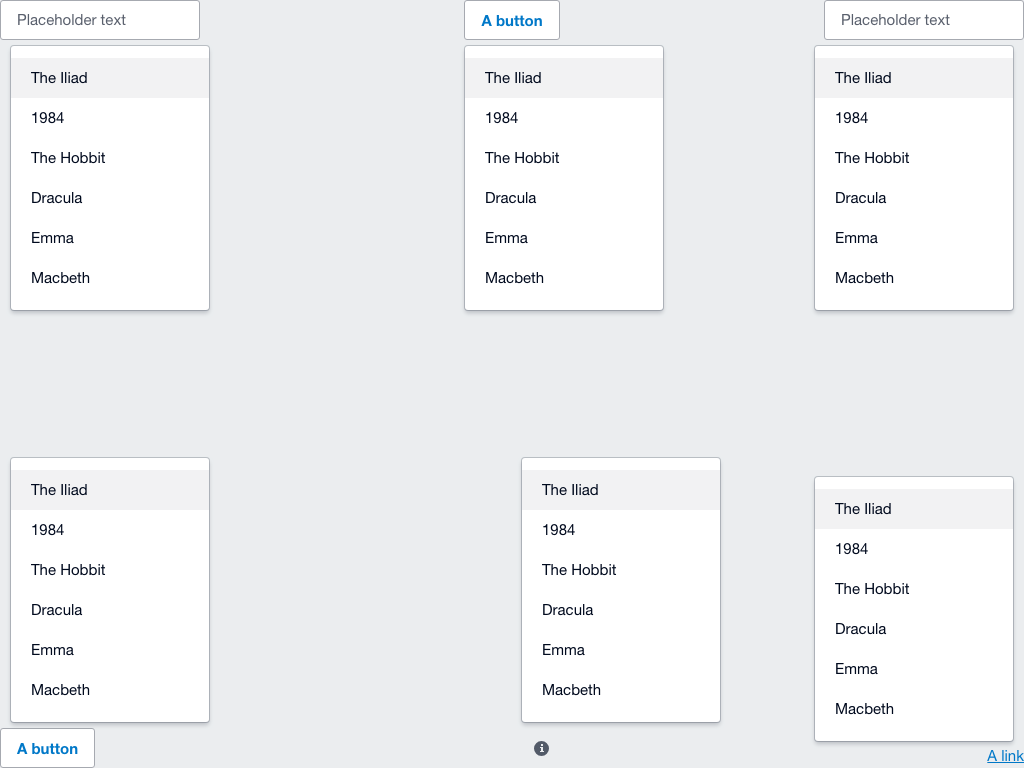 Placeholder text
The Iliad
1984
The Hobbit
Dracula
Emma
Macbeth
A button
The Iliad
1984
The Hobbit
Dracula
Emma
Macbeth
Placeholder text
The Iliad
1984
The Hobbit
Dracula
Emma
Macbeth
The Iliad
1984
The Hobbit
Dracula
Emma
Macbeth
A button
The Iliad
1984
The Hobbit
Dracula
Emma
Macbeth
The Iliad
1984
The Hobbit
Dracula
Emma
Macbeth
A link